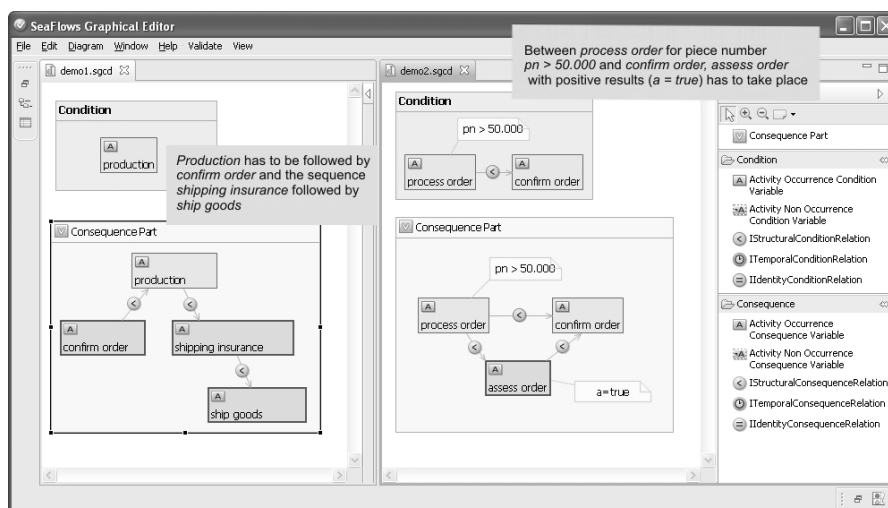 SeaFlows Graphical Editor
File Edit Diagram Window Help Validate View
demo1.sgcd
Condition
A
production
Production has to be followed by
confirm order and the sequence
shipping insurance followed by
ship goods
Consequence Part
A
production
<
<
A
confirm order
A
shipping insurance
<
A
ship goods
demo2.sgcd
Between process order for piece number
pn > 50.000 and confirm order, assess order
with positive results (a = true) has to take place
Condition
pn > 50.000
A
process order
<
A
confirm order
Consequence Part
pn > 50.000
A
process order
<
A
confirm order
<
<
A
assess order
a=true
Consequence Part
Condition
A Activity Occurrence Condition
Variable
A Activity Non Occurrence
Condition Variable
< IStructuralConditionRelation
ITemporalConditionRelation
= IIdentityConditionRelation
Consequence
A Activity Occurrence
Consequence Variable
A Activity Non Occurrence
Consequence Variable
< IStructuralConsequenceRelation
ITemporalConsequenceRelation
= IIdentityConsequenceRelation